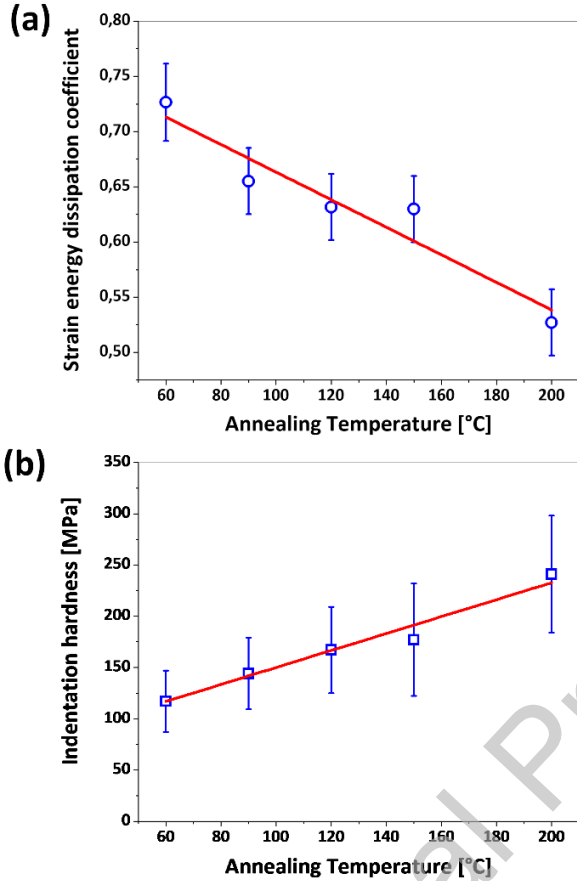 (a)
Strain energy dissipation coefficient
0,80
0,75
0,70
0,65
0,60
0,55
0,50
60 80 100 120 140 160 180 200
Annealing Temperature [°C]
(b)
Indentation hardness [MPa]
350
300
250
200
150
100
50
0
60 80 100 120 140 160 180 200
Annealing Temperature [°C]
al Pr